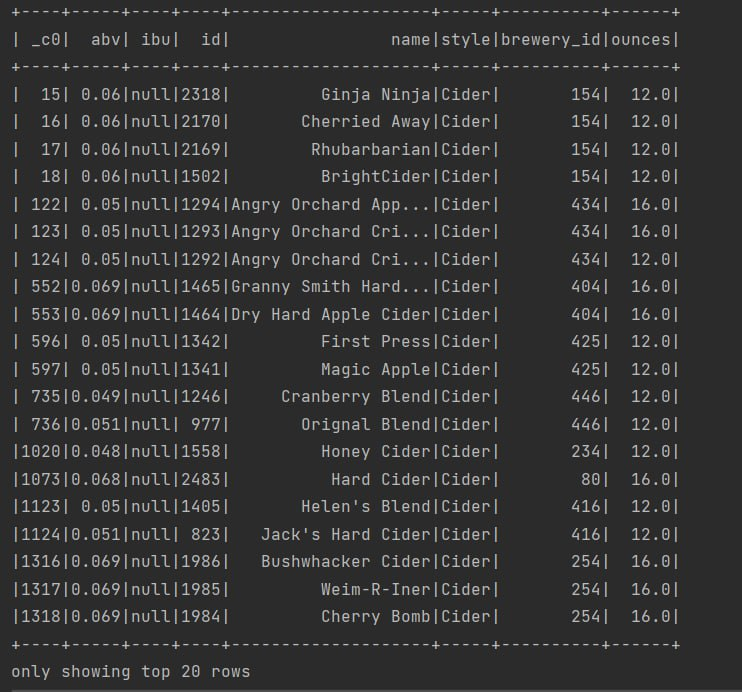 +----+-----+----+----+--------------------+-----+----------+------+
| _c0|  abv| ibu|  id|                name|style|brewery_id|ounces|
+----+-----+----+----+--------------------+-----+----------+------+
|  15| 0.06|null|2318|         Ginja Ninja|Cider|       154|  12.0|
|  16| 0.06|null|2170|       Cherried Away|Cider|       154|  12.0|
|  17| 0.06|null|2169|        Rhubarbarian|Cider|       154|  12.0|
|  18| 0.06|null|1502|         BrightCider|Cider|       154|  12.0|
| 122| 0.05|null|1294|Angry Orchard App...|Cider|       434|  16.0|
| 123| 0.05|null|1293|Angry Orchard Cri...|Cider|       434|  16.0|
| 124| 0.05|null|1292|Angry Orchard Cri...|Cider|       434|  12.0|
| 552|0.069|null|1465|Granny Smith Hard...|Cider|       404|  16.0|
| 553|0.069|null|1464|Dry Hard Apple Cider|Cider|       404|  16.0|
| 596| 0.05|null|1342|         First Press|Cider|       425|  12.0|
| 597| 0.05|null|1341|         Magic Apple|Cider|       425|  12.0|
| 735|0.049|null|1246|     Cranberry Blend|Cider|       446|  12.0|
| 736|0.051|null| 977|       Orignal Blend|Cider|       446|  12.0|
|1020|0.048|null|1558|         Honey Cider|Cider|       234|  12.0|
|1073|0.068|null|2483|          Hard Cider|Cider|        80|  16.0|
|1123| 0.05|null|1405|       Helen's Blend|Cider|       416|  12.0|
|1124|0.051|null| 823|   Jack's Hard Cider|Cider|       416|  12.0|
|1316|0.069|null|1986|   Bushwhacker Cider|Cider|       254|  16.0|
|1317|0.069|null|1985|         Weim-R-Iner|Cider|       254|  16.0|
|1318|0.069|null|1984|         Cherry Bomb|Cider|       254|  16.0|
+----+-----+----+----+--------------------+-----+----------+------+
only showing top 20 rows